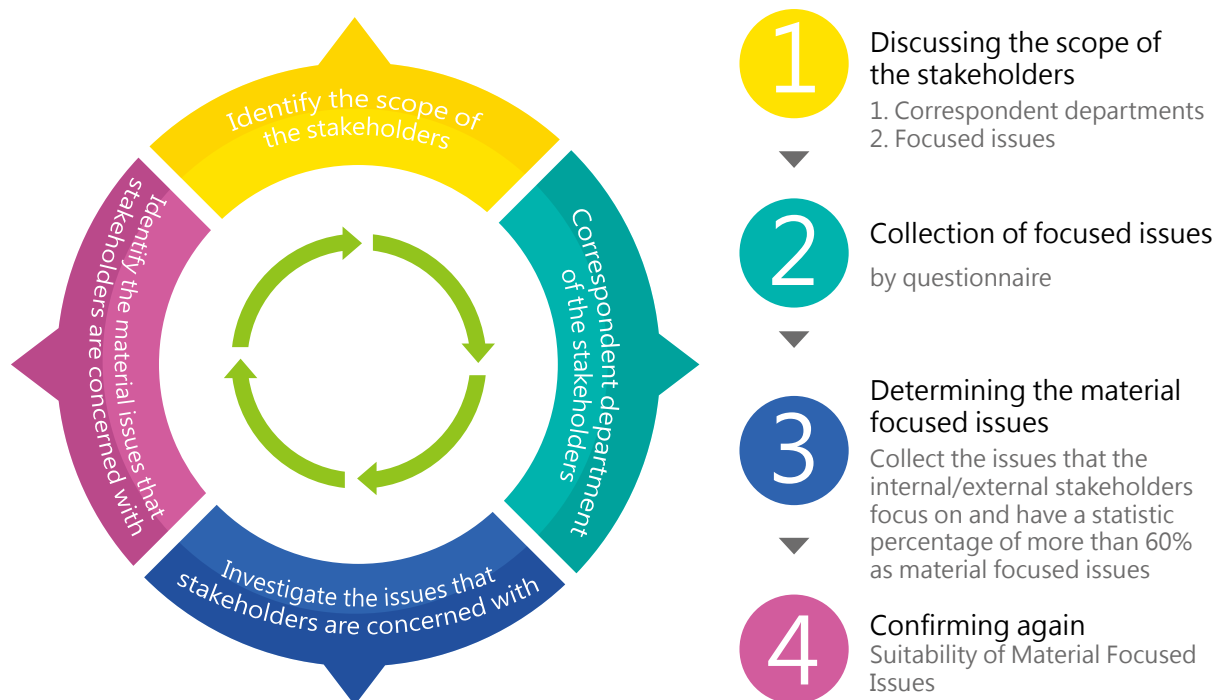 Identify the scope of
the stakeholders
Correspondent department
of the stakeholders
Investigate the issues that
stakeholders are concerned with
Identify the material issues that
stakeholders are concerned with
1
Discussing the scope of
the stakeholders
1. Correspondent departments
2. Focused issues
2
Collection of focused issues
by questionnaire
3
Determining the material
focused issues
Collect the issues that the
internal/external stakeholders
focus on and have a statistic
percentage of more than 60%
as material focused issues
4
Confirming again
Suitability of Material Focused
Issues